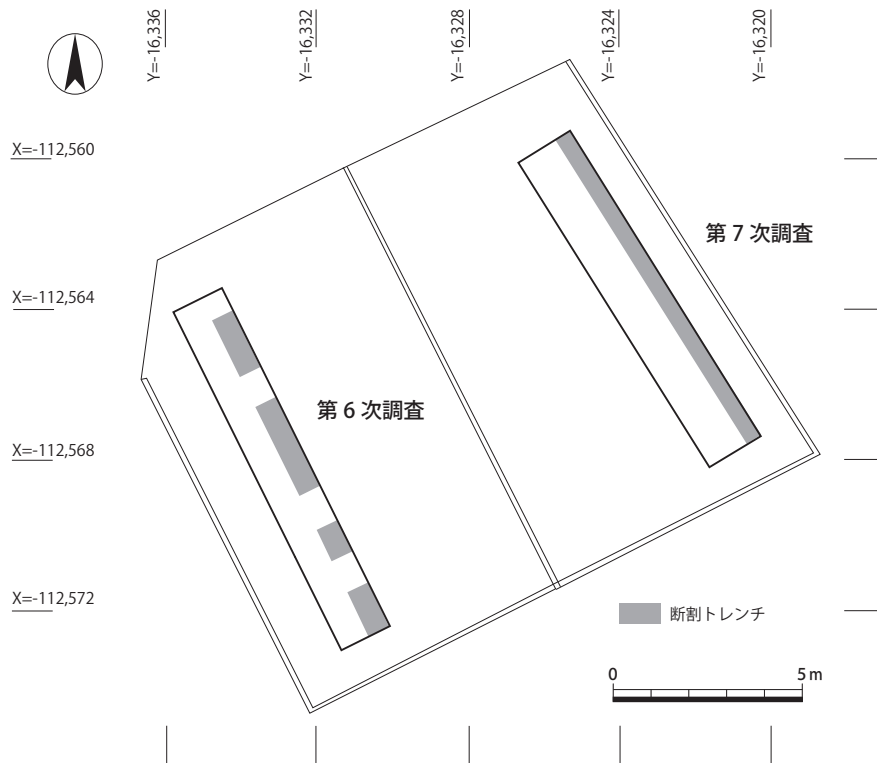 Y=-16,336
Y=-16,332
Y=-16,328
Y=-16,324
Y=-16,320
X=-112,560
第 7 次調査
X=-112,564
第 6 次調査
X=-112,568
X=-112,572
断割トレンチ
0 5 m